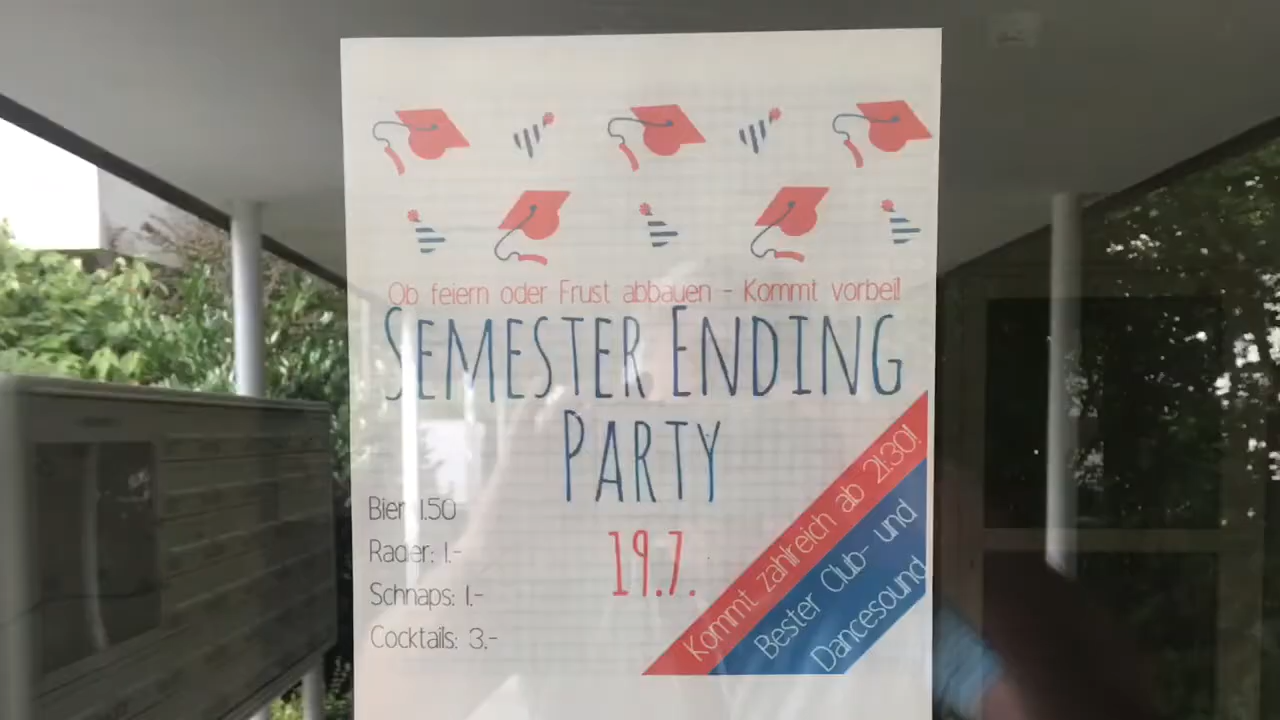 Ob feiern oder Frust abbauen - Kommt vorbei!
SEMESTER ENDING
PARTY
19.7.
Bier 1.50
Radler: 1.-
Schnaps: 1.-
Cocktails: 3.-
Kommt zahlreich ab 21:30!
Bester Club- und
Dancesound